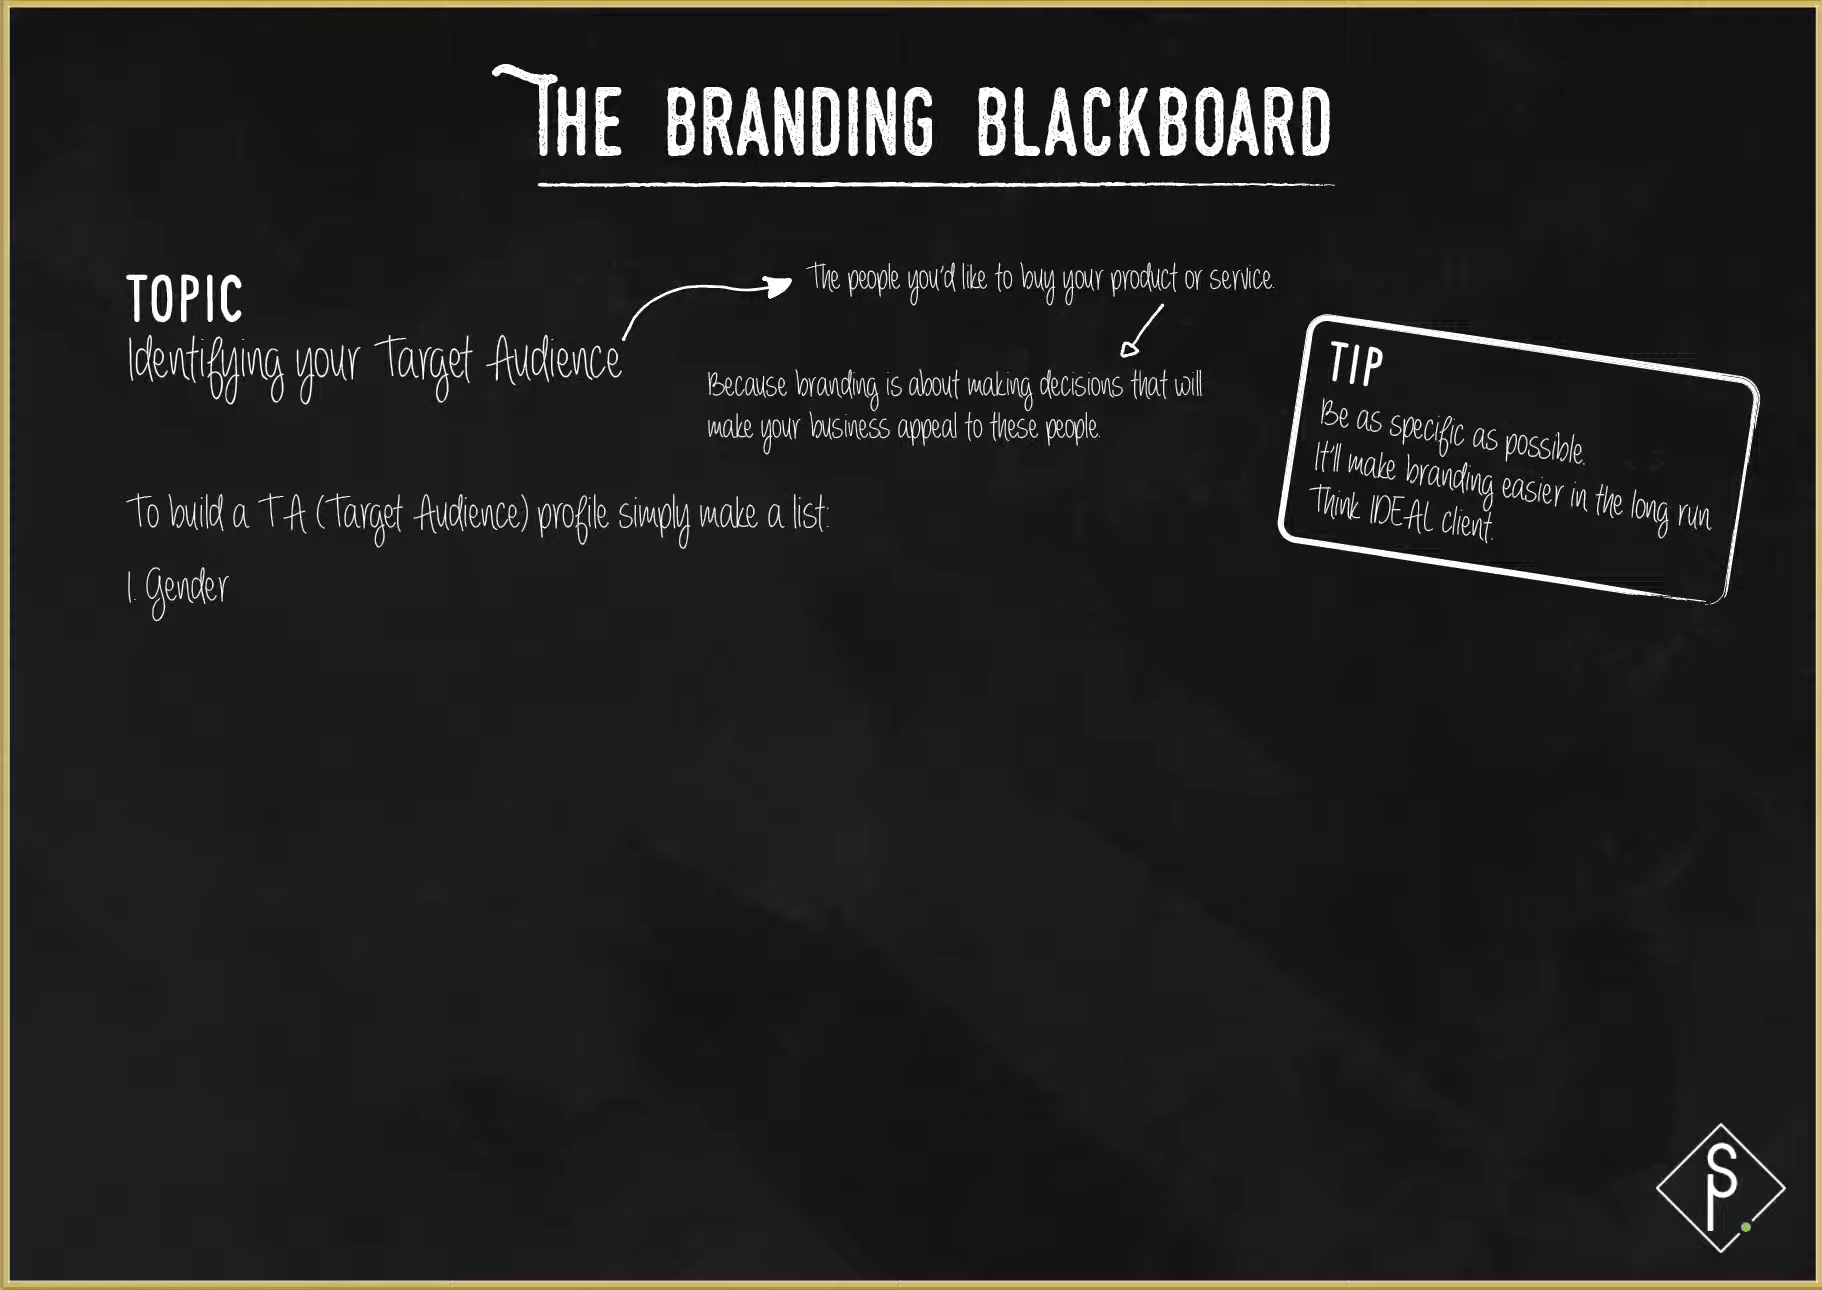 THE BRANDING BLACKBOARD
TOPIC
Identifying your Target Audience
The people you'd like to buy your product or service.
Because branding is about making decisions that will
make your business appeal to these people.
TIP
Be as specific as possible.
It'll make branding easier in the long run
Think IDEAL client.
To build a TA (Target Audience) profile simply make a list:
1. Gender
SP